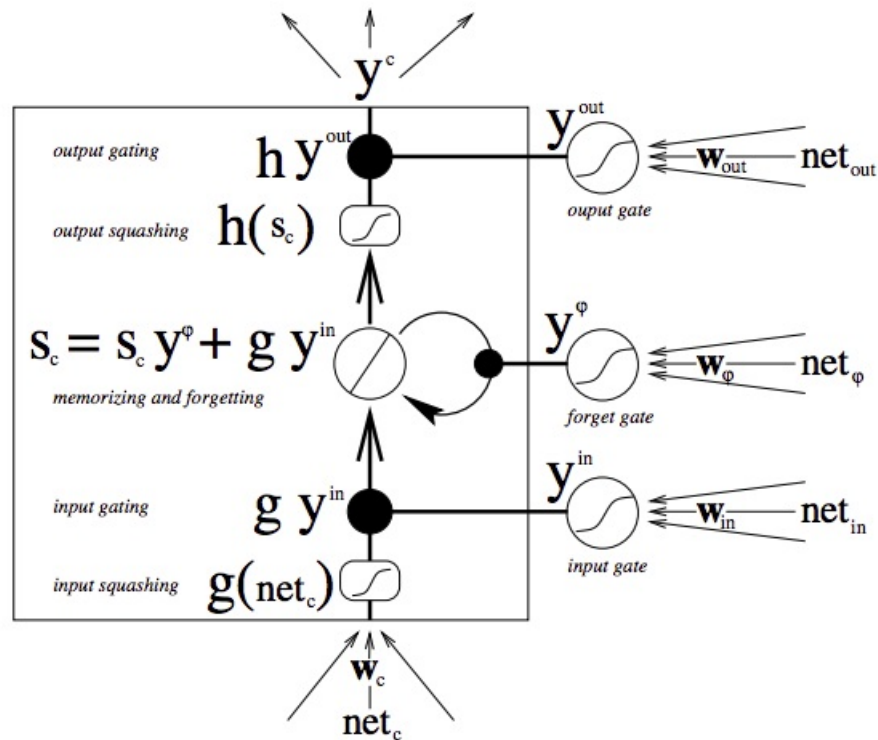 y^c
output gating h y^out y^out w_out net_out
ouput gate
output squashing h(s_c)
s_c = s_c y^φ + g y^in y^φ w_φ net_φ
memorizing and forgetting forget gate
input gating g y^in y^in w_in net_in
input gate
input squashing g(net_c)
w_c
net_c